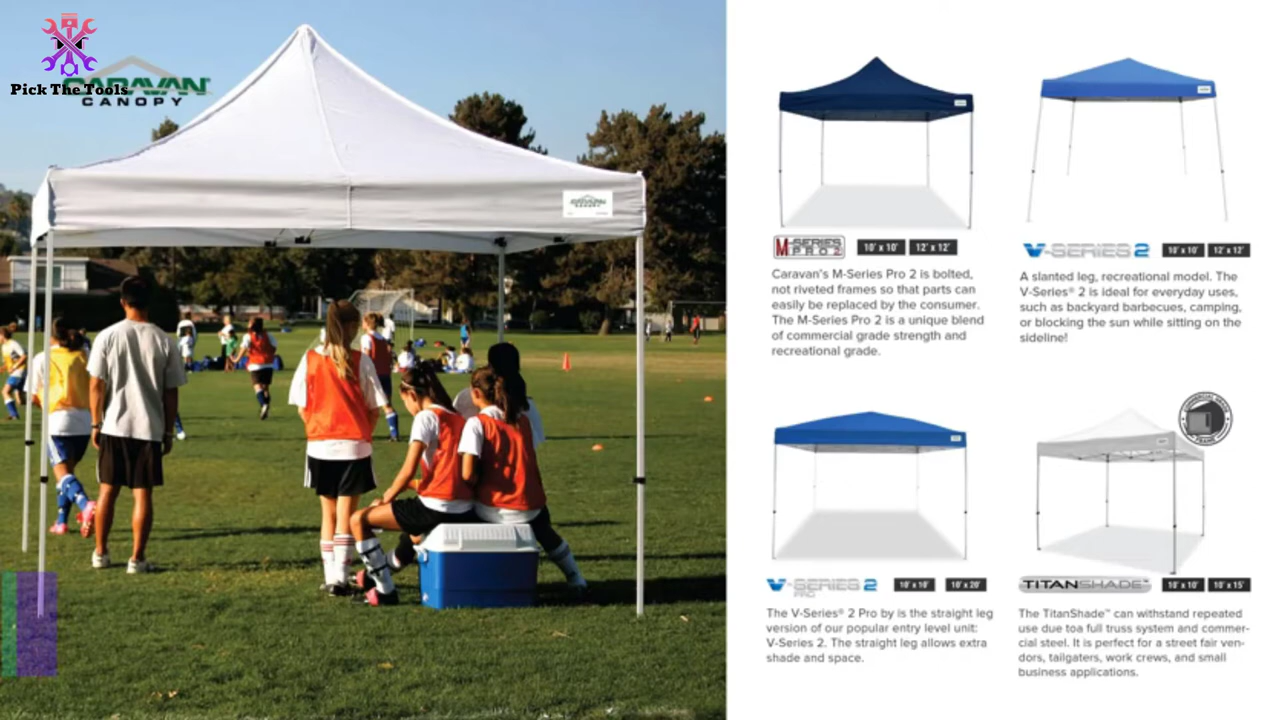 Pick The Tools
CARAVAN
CANOPY
CARAVAN
CANOPY
M-SERIES
PRO 2
10' x 10'
12' x 12'
Caravan's M-Series Pro 2 is bolted,
not riveted frames so that parts can
easily be replaced by the consumer.
The M-Series Pro 2 is a unique blend
of commercial grade strength and
recreational grade.
V-SERIES 2
10' x 10'
12' x 12'
A slanted leg, recreational model. The
V-Series® 2 is ideal for everyday uses,
such as backyard barbecues, camping,
or blocking the sun while sitting on the
sideline!
V-SERIES 2
PRO
10' x 10'
10' x 20'
The V-Series® 2 Pro by is the straight leg
version of our popular entry level unit:
V-Series 2. The straight leg allows extra
shade and space.
COMMERCIAL GRADE
FRAME
TITANSHADE™
10' x 10'
10' x 15'
The TitanShade™ can withstand repeated
use due toa full truss system and commer-
cial steel. It is perfect for a street fair ven-
dors, tailgaters, work crews, and small
business applications.